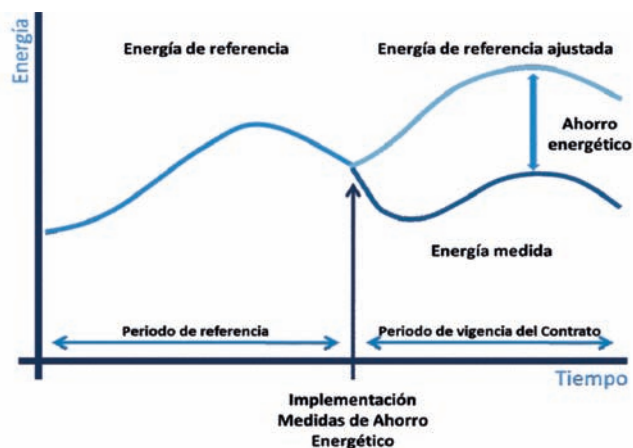 Energía
Energía de referencia
Energía de referencia ajustada
Ahorro
energético
Energía medida
Periodo de referencia
Periodo de vigencia del Contrato
Tiempo
Implementación
Medidas de Ahorro
Energético